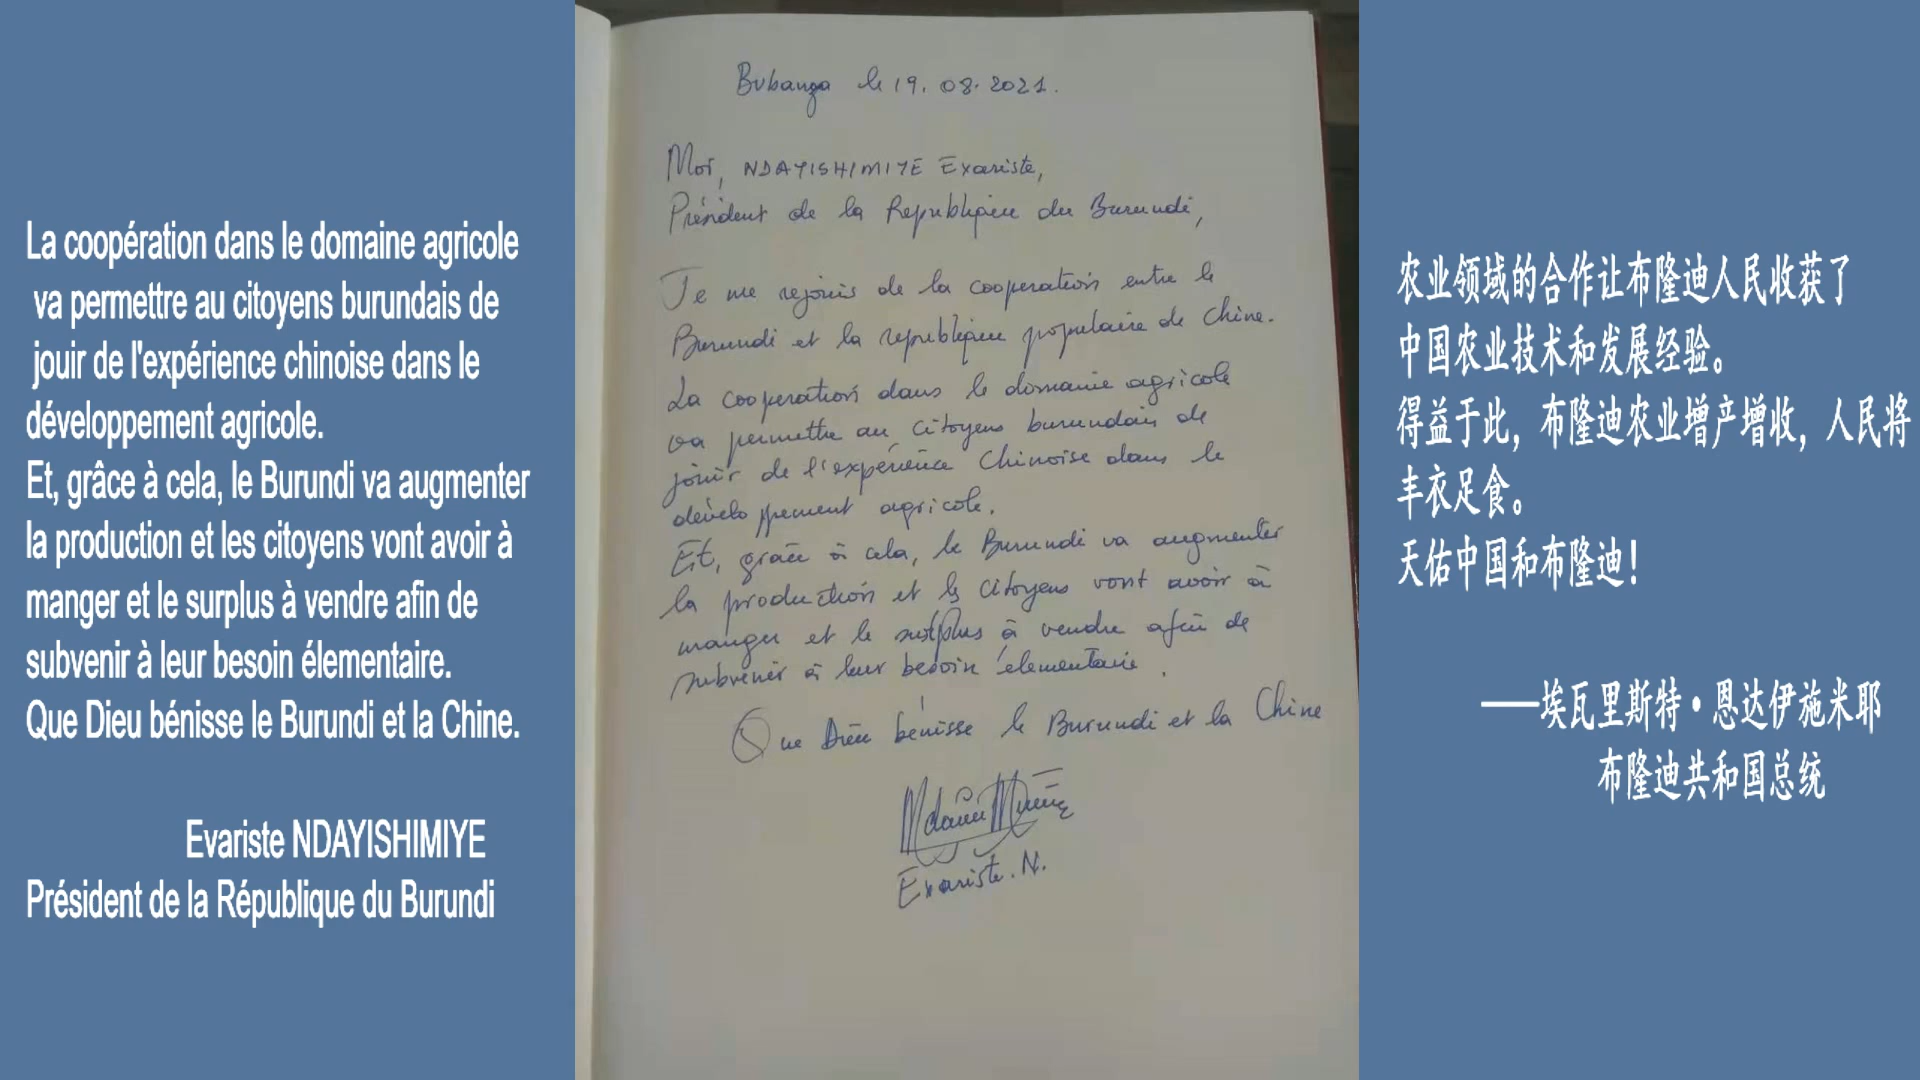 La coopération dans le domaine agricole
va permettre au citoyens burundais de
jouir de l'expérience chinoise dans le
développement agricole.
Et, grâce à cela, le Burundi va augmenter
la production et les citoyens vont avoir à
manger et le surplus à vendre afin de
subvenir à leur besoin élementaire.
Que Dieu bénisse le Burundi et la Chine.
Evariste NDAYISHIMIYE
Président de la République du Burundi
Bubanza le 19.08.2021.
Moi, NDAYISHIMIYE Evariste,
Président de la Republique du Burundi,
Je me rejouis de la cooperation entre le
Burundi et la republique populaire de Chine.
La cooperation dans le domaine agricole
va permettre au citoyens burundais de
jouir de l'expérience Chinoise dans le
développement agricole.
Et, grâce à cela, le Burundi va augmenter
la production et les citoyens vont avoir à
manger et le surplus à vendre afin de
subvenir à leur besoin élementaire.
Que Dieu bénisse le Burundi et la Chine
Evariste. N.
农业领域的合作让布隆迪人民收获了
中国农业技术和发展经验。
得益于此，布隆迪农业增产增收，人民将
丰衣足食。
天佑中国和布隆迪！
——埃瓦里斯特·恩达伊施米耶
布隆迪共和国总统